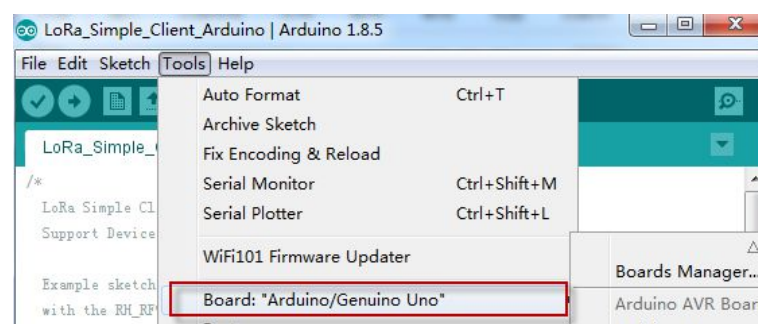 LoRa_Simple_Client_Arduino | Arduino 1.8.5
File Edit Sketch Tools Help
Auto Format Ctrl+T
Archive Sketch
LoRa_Simple_
Fix Encoding & Reload
/*
Serial Monitor Ctrl+Shift+M
LoRa Simple Cl
Serial Plotter Ctrl+Shift+L
Support Device
WiFi101 Firmware Updater
Boards Manager...
Example sketch
Board: "Arduino/Genuino Uno"
Arduino AVR Boar
with the RH_RF